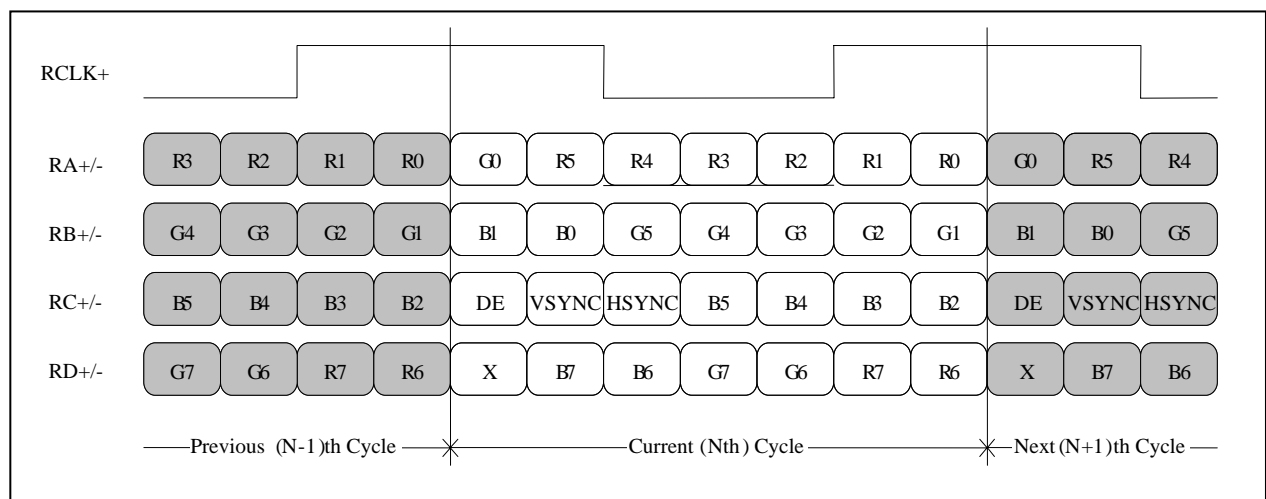 RCLK+
RA+/- R3 R2 R1 R0 G0 R5 R4 R3 R2 R1 R0 G0 R5 R4
RB+/- G4 G3 G2 G1 B1 B0 G5 G4 G3 G2 G1 B1 B0 G5
RC+/- B5 B4 B3 B2 DE VSYNC HSYNC B5 B4 B3 B2 DE VSYNC HSYNC
RD+/- G7 G6 R7 R6 X B7 B6 G7 G6 R7 R6 X B7 B6
Previous (N-1)th Cycle Current (Nth) Cycle Next (N+1)th Cycle